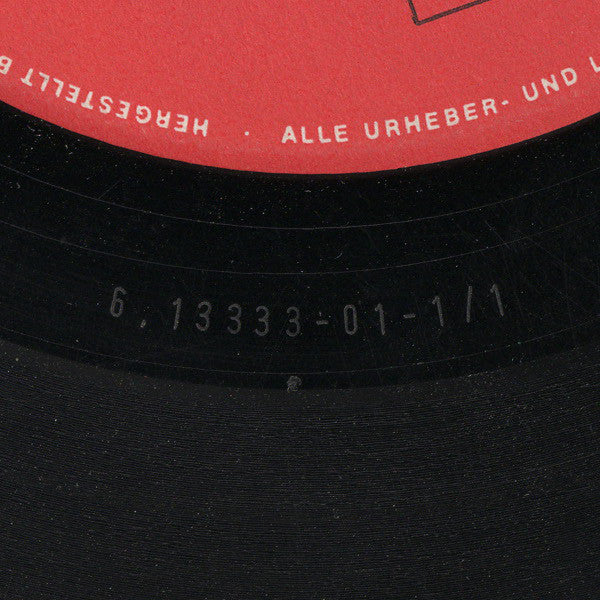 HERGESTELLT B
· ALLE URHEBER- UND L
6.13333-01-1/1